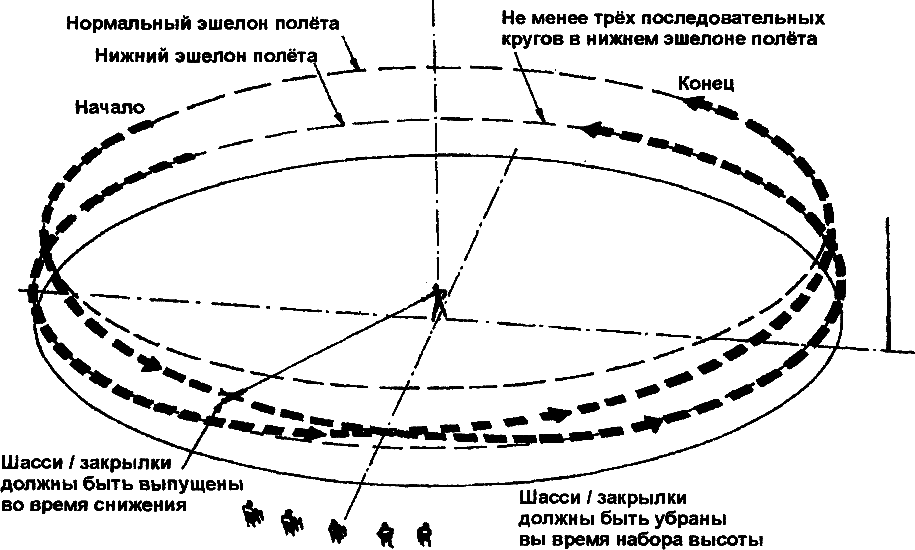 Нормальный эшелон полёта
Нижний эшелон полёта
Начало
Не менее трёх последовательных
кругов в нижнем эшелоне полёта
Конец
Шасси / закрылки
должны быть выпущены
во время снижения
Шасси / закрылки
должны быть убраны
вы время набора высоты